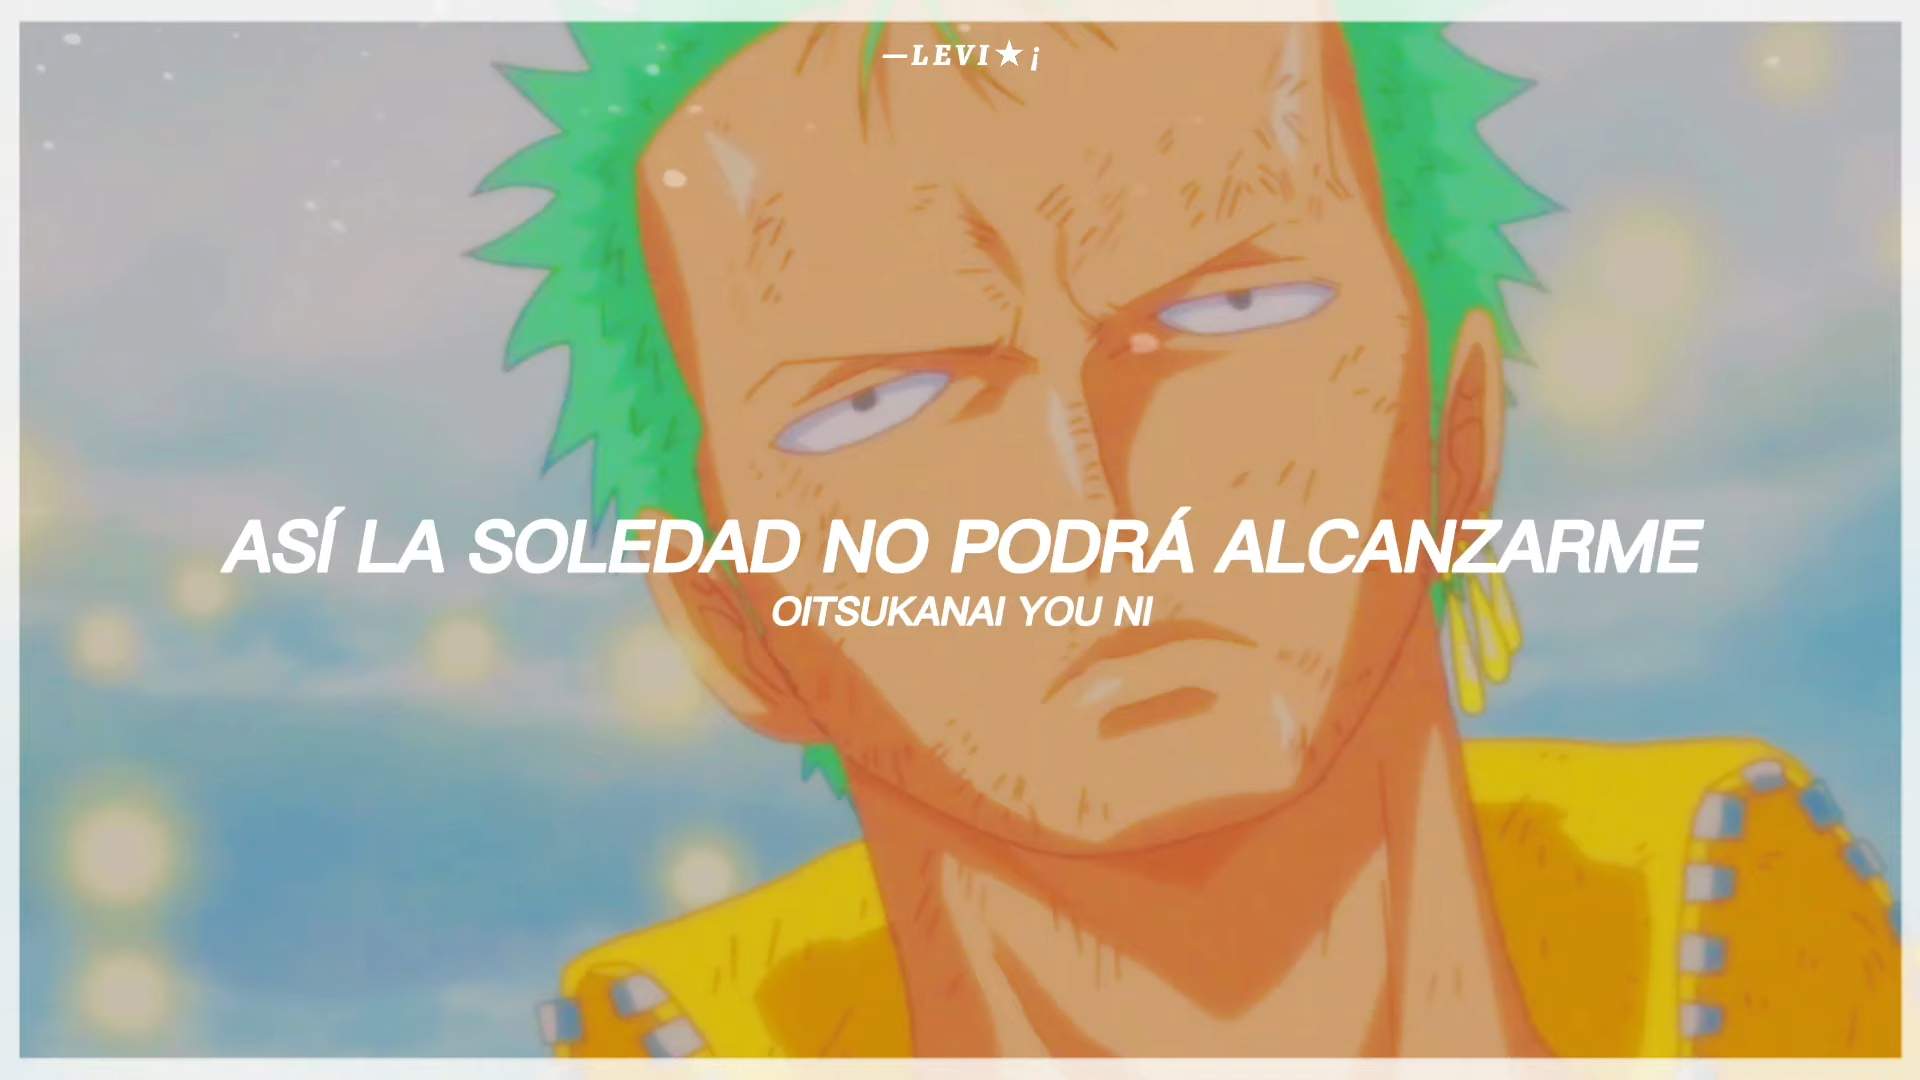 —LEVI★¡
ASÍ LA SOLEDAD NO PODRÁ ALCANZARME
OITSUKANAI YOU NI